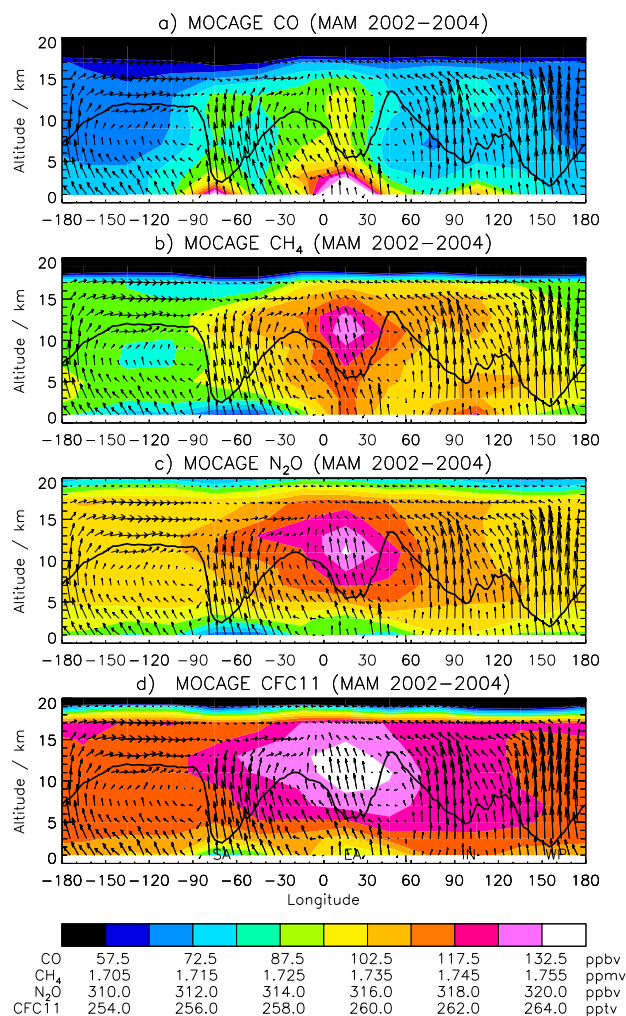 a) MOCAGE CO (MAM 2002−2004)
20
15
10
5
0
Altitude / km
−180 −150 −120 −90 −60 −30 0 30 60 90 120 150 180
b) MOCAGE CH₄ (MAM 2002−2004)
20
15
10
5
0
Altitude / km
−180 −150 −120 −90 −60 −30 0 30 60 90 120 150 180
c) MOCAGE N₂O (MAM 2002−2004)
20
15
10
5
0
Altitude / km
−180 −150 −120 −90 −60 −30 0 30 60 90 120 150 180
d) MOCAGE CFC11 (MAM 2002−2004)
20
15
10
5
0
Altitude / km
SA EA IN WP
−180 −150 −120 −90 −60 −30 0 30 60 90 120 150 180
Longitude
CO 57.5 72.5 87.5 102.5 117.5 132.5 ppbv
CH₄ 1.705 1.715 1.725 1.735 1.745 1.755 ppmv
N₂O 310.0 312.0 314.0 316.0 318.0 320.0 ppbv
CFC11 254.0 256.0 258.0 260.0 262.0 264.0 pptv